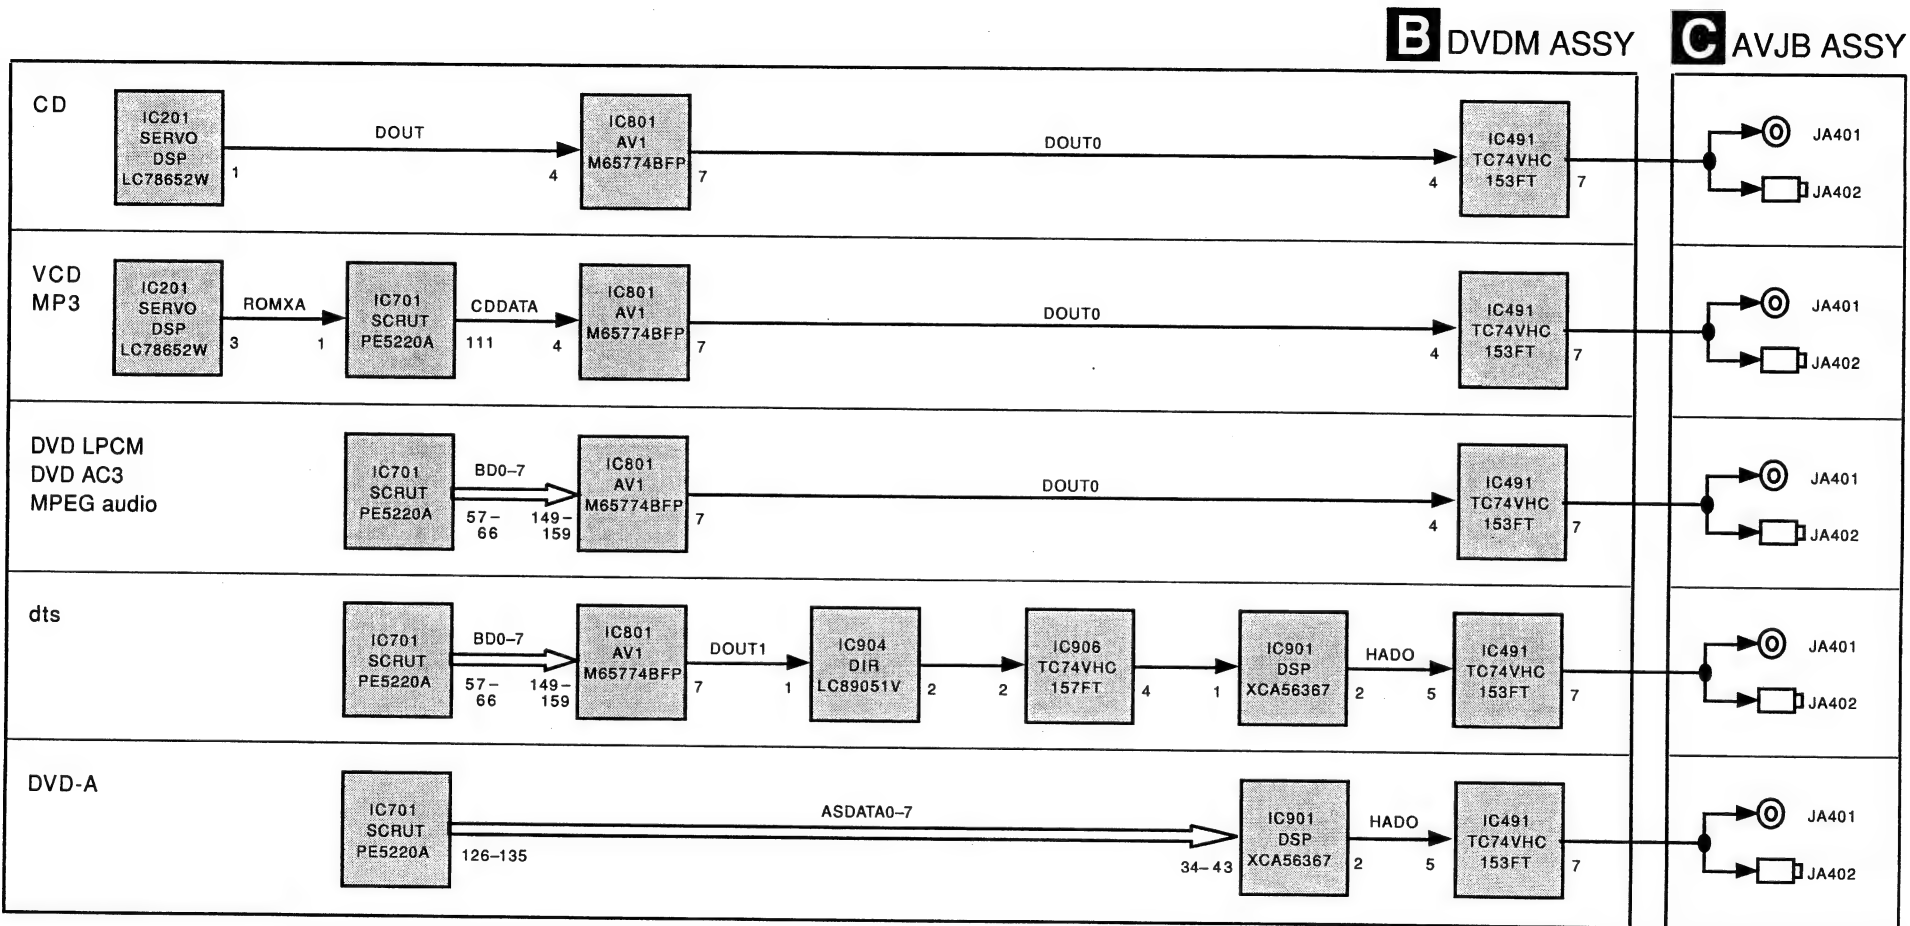 B DVDM ASSY
C AVJB ASSY
CD
IC201
SERVO
DSP
LC78652W
1
DOUT
4
IC801
AV1
M65774BFP
7
DOUT0
4
IC491
TC74VHC
153FT
7
JA401
JA402
VCD
MP3
IC201
SERVO
DSP
LC78652W
3
ROMXA
1
IC701
SCRUT
PE5220A
111
CDDATA
4
IC801
AV1
M65774BFP
7
DOUT0
4
IC491
TC74VHC
153FT
7
JA401
JA402
DVD LPCM
DVD AC3
MPEG audio
IC701
SCRUT
PE5220A
BD0–7
57–
66
149–
159
IC801
AV1
M65774BFP
7
DOUT0
4
IC491
TC74VHC
153FT
7
JA401
JA402
dts
IC701
SCRUT
PE5220A
BD0–7
57–
66
149–
159
IC801
AV1
M65774BFP
7
DOUT1
1
IC904
DIR
LC89051V
2
2
IC906
TC74VHC
157FT
4
1
IC901
DSP
XCA56367
2
HADO
5
IC491
TC74VHC
153FT
7
JA401
JA402
DVD-A
IC701
SCRUT
PE5220A
126–135
ASDATA0–7
34–43
IC901
DSP
XCA56367
2
HADO
5
IC491
TC74VHC
153FT
7
JA401
JA402